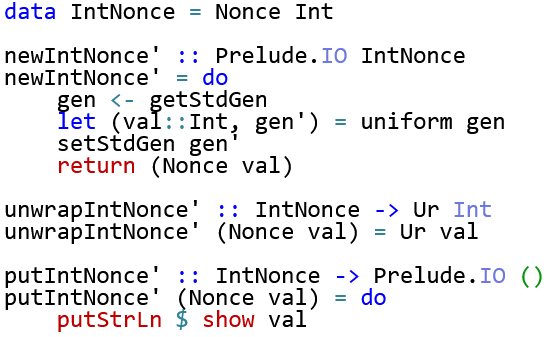 data IntNonce = Nonce Int
newIntNonce' :: Prelude.IO IntNonce
newIntNonce' = do
    gen <- getStdGen
    let (val::Int, gen') = uniform gen
    setStdGen gen'
    return (Nonce val)
unwrapIntNonce' :: IntNonce -> Ur Int
unwrapIntNonce' (Nonce val) = Ur val
putIntNonce' :: IntNonce -> Prelude.IO ()
putIntNonce' (Nonce val) = do
    putStrLn $ show val